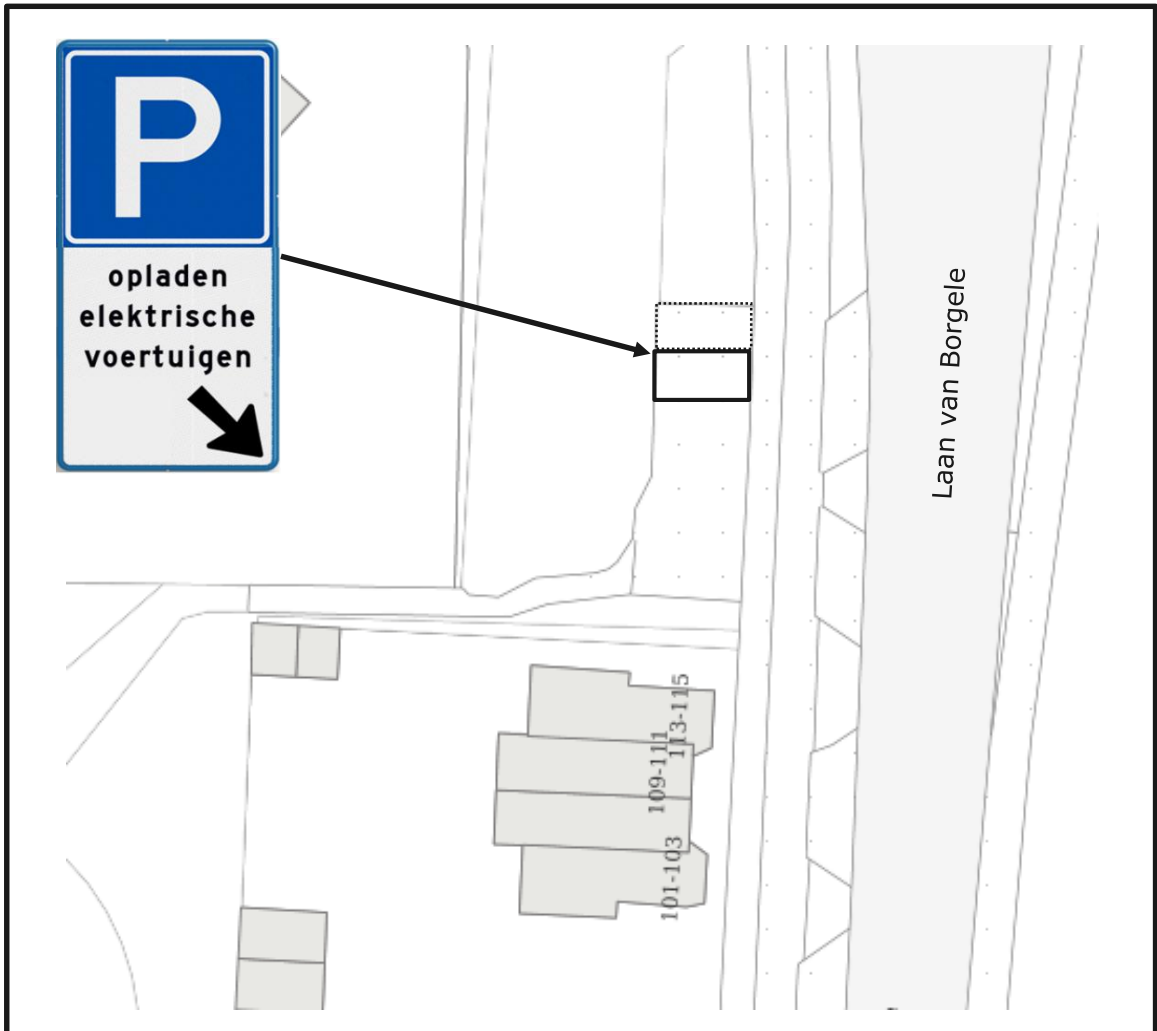 P
opladen
elektrische
voertuigen
Laan van Borgele
113-115
109-111
101-103